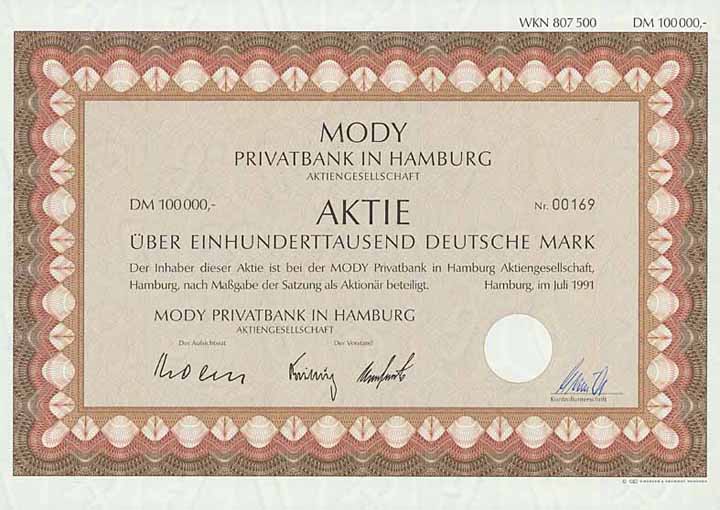 WKN 807 500 DM 100 000,-
MODY
PRIVATBANK IN HAMBURG
AKTIENGESELLSCHAFT
DM 100 000,- AKTIE Nr. 00169
ÜBER EINHUNDERTTAUSEND DEUTSCHE MARK
Der Inhaber dieser Aktie ist bei der MODY Privatbank in Hamburg Aktiengesellschaft,
Hamburg, nach Maßgabe der Satzung als Aktionär beteiligt. Hamburg, im Juli 1991
MODY PRIVATBANK IN HAMBURG
AKTIENGESELLSCHAFT
Der Aufsichtsrat Der Vorstand
Kontrollunterschrift